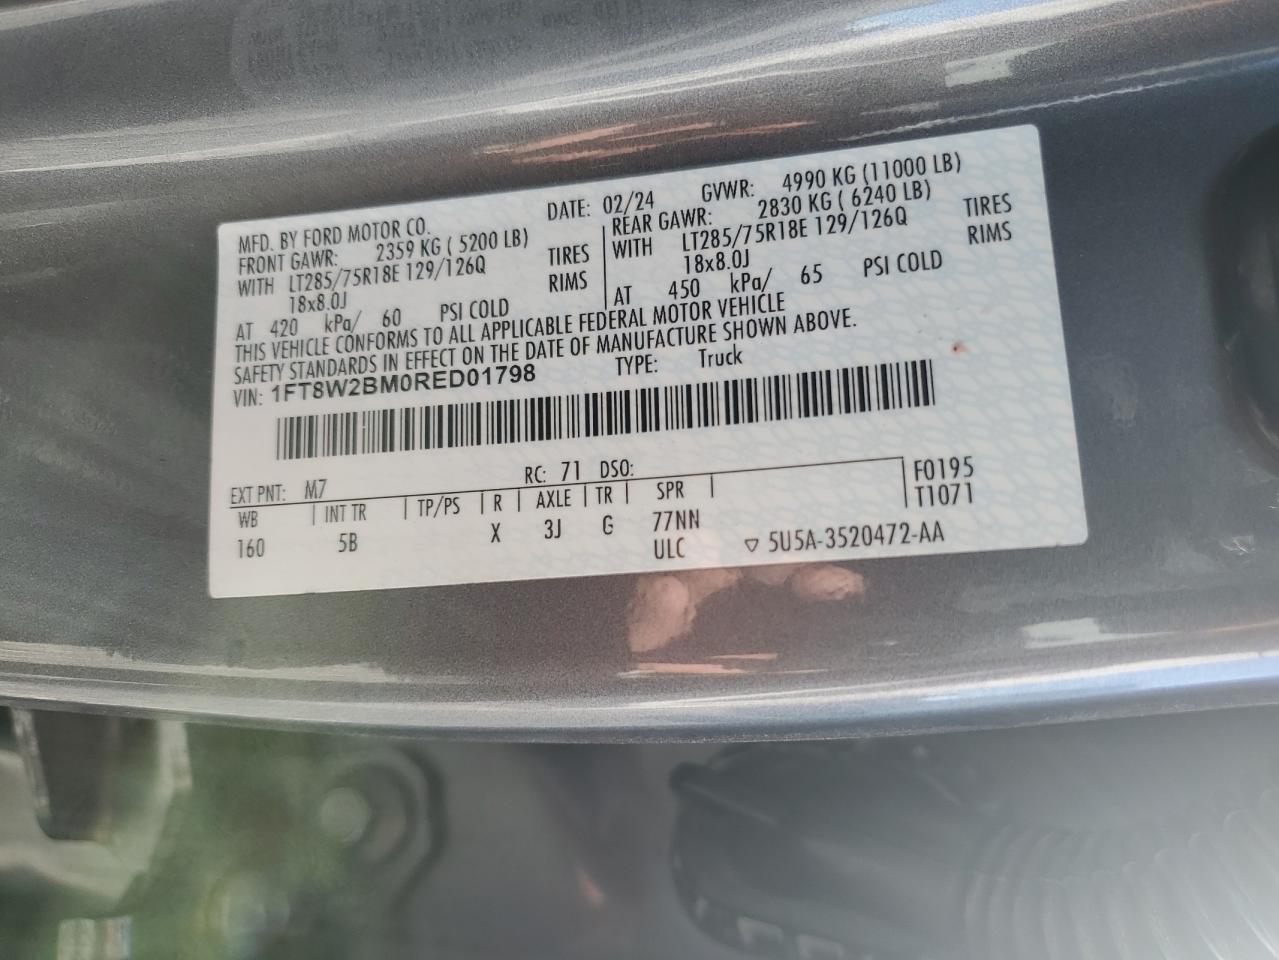 MFD. BY FORD MOTOR CO.
DATE: 02/24 GVWR: 4990 KG (11000 LB)
FRONT GAWR: 2359 KG ( 5200 LB)
WITH LT285/75R18E 129/126Q TIRES
18x8.0J RIMS
AT 420 kPa/ 60 PSI COLD
REAR GAWR: 2830 KG ( 6240 LB)
WITH LT285/75R18E 129/126Q TIRES
18x8.0J RIMS
AT 450 kPa/ 65 PSI COLD
THIS VEHICLE CONFORMS TO ALL APPLICABLE FEDERAL MOTOR VEHICLE
SAFETY STANDARDS IN EFFECT ON THE DATE OF MANUFACTURE SHOWN ABOVE.
VIN: 1FT8W2BM0RED01798 TYPE: Truck
EXT PNT: M7 RC: 71 DSO: F0195
WB INT TR TP/PS R AXLE TR SPR T1071
160 5B X 3J G 77NN
ULC 5U5A-3520472-AA